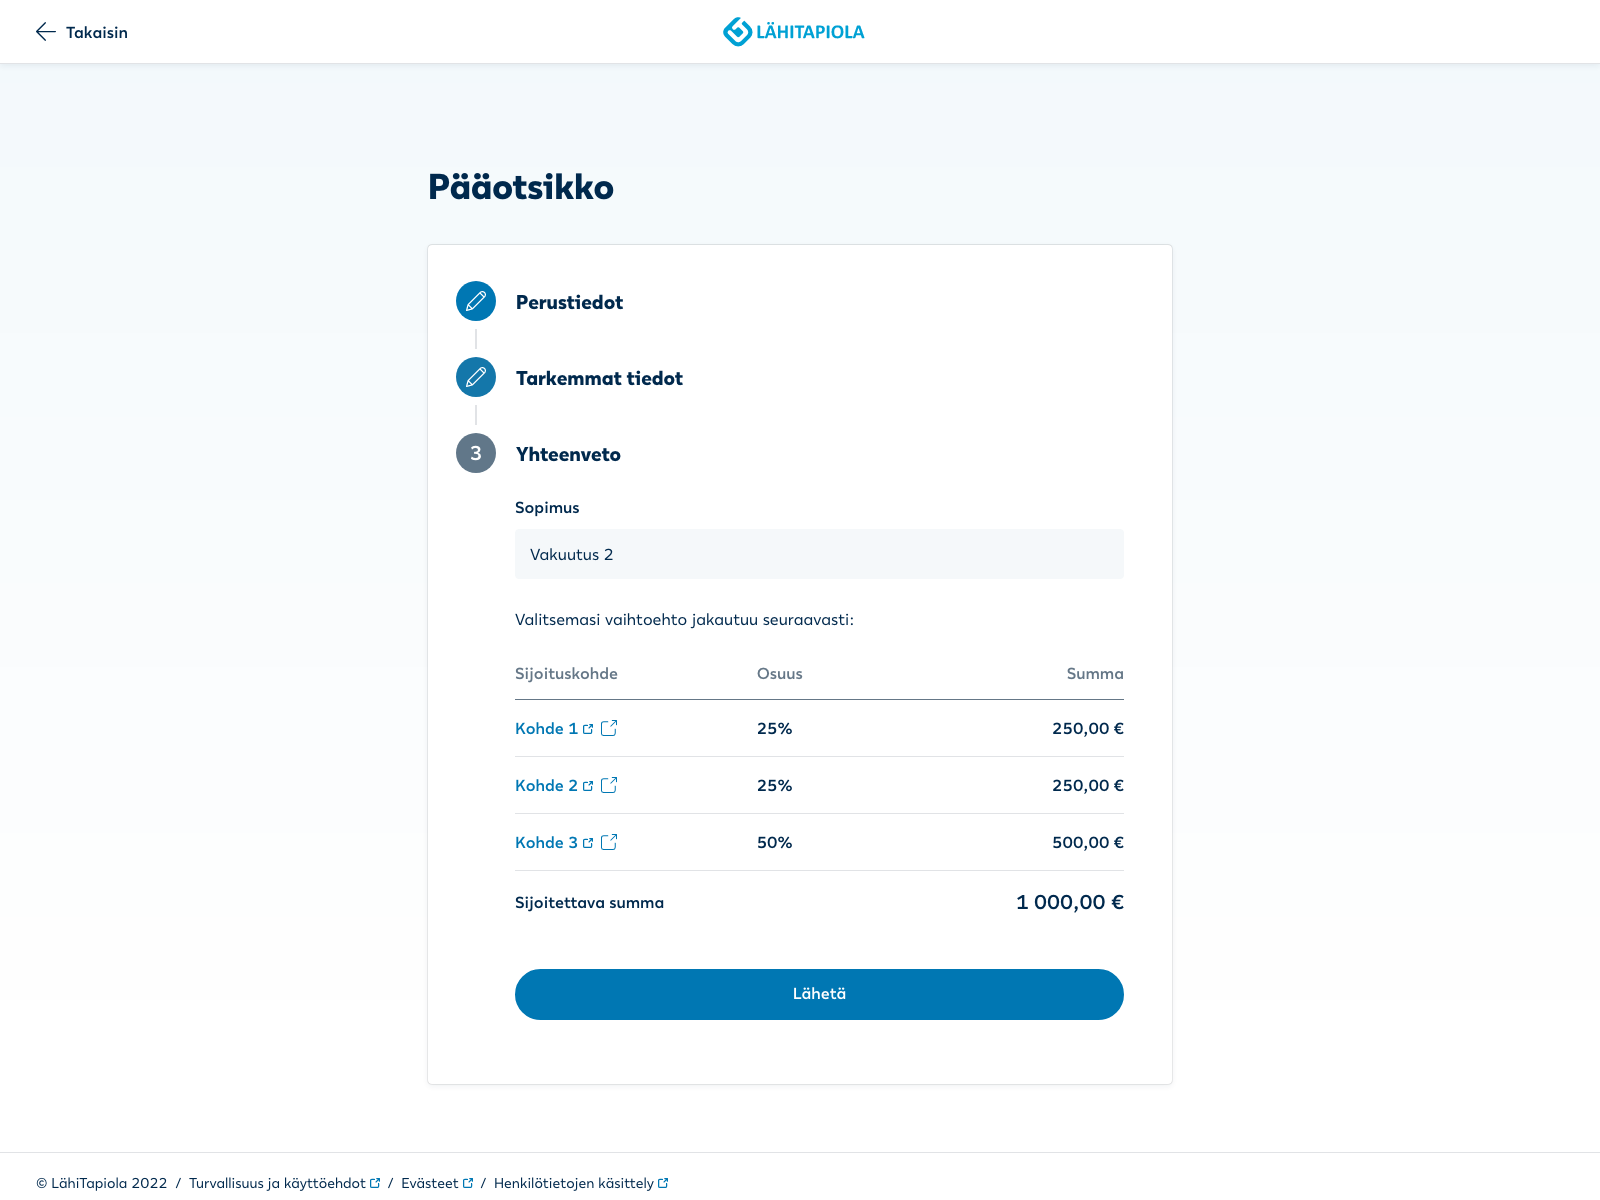 Takaisin
LÄHITAPIOLA
Pääotsikko
Perustiedot
Tarkemmat tiedot
3 Yhteenveto
Sopimus
Vakuutus 2
Valitsemasi vaihtoehto jakautuu seuraavasti:
Sijoituskohde Osuus Summa
Kohde 1 25% 250,00 €
Kohde 2 25% 250,00 €
Kohde 3 50% 500,00 €
Sijoitettava summa 1 000,00 €
Lähetä
© LähiTapiola 2022 / Turvallisuus ja käyttöehdot / Evästeet / Henkilötietojen käsittely